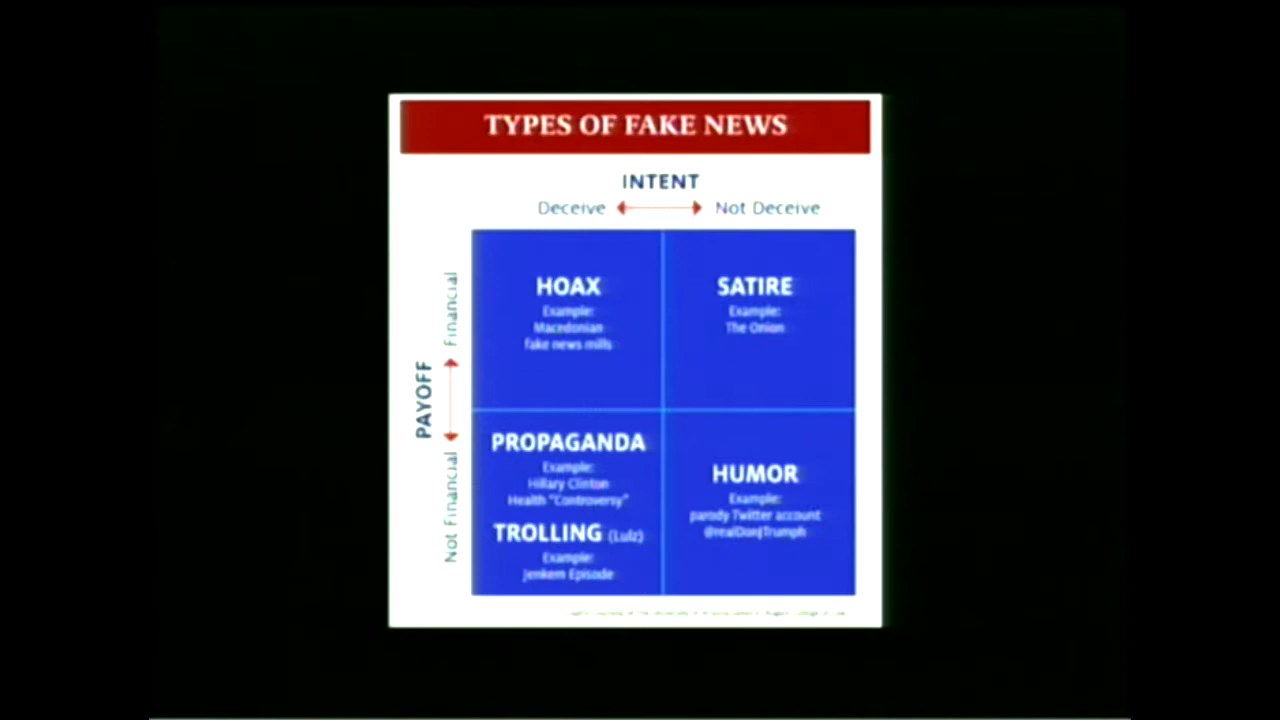 TYPES OF FAKE NEWS
INTENT
Deceive
Not Deceive
PAYOFF
Financial
Not Financial
HOAX
Example:
Macedonian
fake news mills
SATIRE
Example:
The Onion
PROPAGANDA
Example:
Hillary Clinton
Health "Controversy"
TROLLING (Lulz)
Example:
Jenkem Episode
HUMOR
Example:
parody Twitter account
@realDonJTrumph